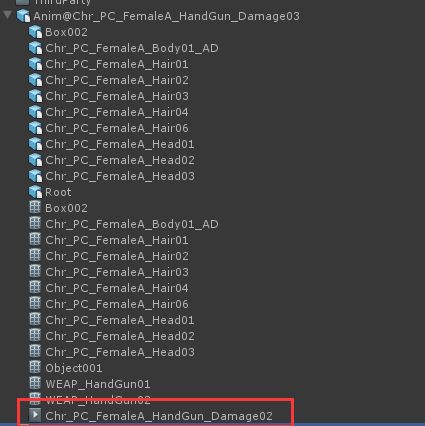 ThirdParty
Anim@Chr_PC_FemaleA_HandGun_Damage03
Box002
Chr_PC_FemaleA_Body01_AD
Chr_PC_FemaleA_Hair01
Chr_PC_FemaleA_Hair02
Chr_PC_FemaleA_Hair03
Chr_PC_FemaleA_Hair04
Chr_PC_FemaleA_Hair06
Chr_PC_FemaleA_Head01
Chr_PC_FemaleA_Head02
Chr_PC_FemaleA_Head03
Root
Box002
Chr_PC_FemaleA_Body01_AD
Chr_PC_FemaleA_Hair01
Chr_PC_FemaleA_Hair02
Chr_PC_FemaleA_Hair03
Chr_PC_FemaleA_Hair04
Chr_PC_FemaleA_Hair06
Chr_PC_FemaleA_Head01
Chr_PC_FemaleA_Head02
Chr_PC_FemaleA_Head03
Object001
WEAP_HandGun01
WEAP_HandGun02
Chr_PC_FemaleA_HandGun_Damage02